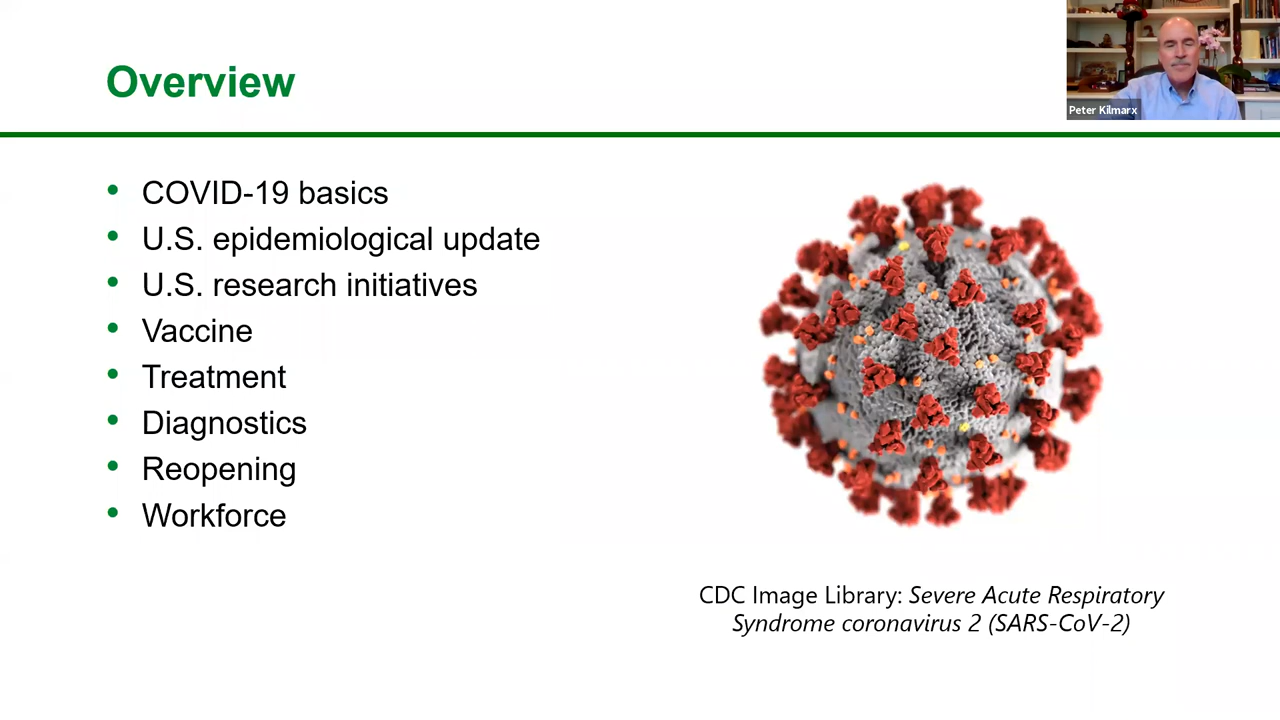 Overview
Peter Kilmarx
COVID-19 basics
U.S. epidemiological update
U.S. research initiatives
Vaccine
Treatment
Diagnostics
Reopening
Workforce
CDC Image Library: Severe Acute Respiratory
Syndrome coronavirus 2 (SARS-CoV-2)